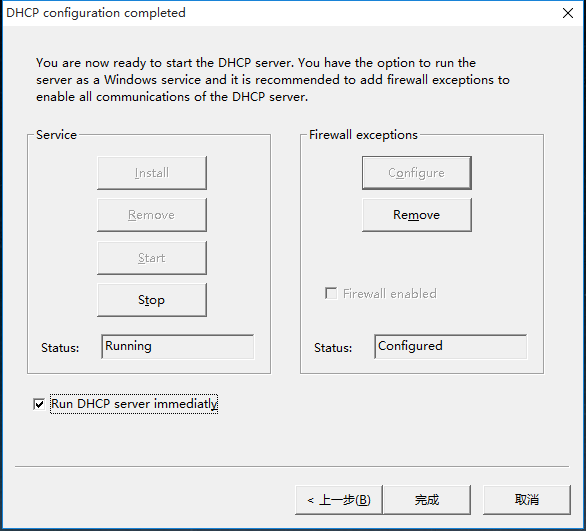 DHCP configuration completed
You are now ready to start the DHCP server. You have the option to run the
server as a Windows service and it is recommended to add firewall exceptions to
enable all communications of the DHCP server.
Service
Install
Remove
Start
Stop
Status:
Running
Firewall exceptions
Configure
Remove
Firewall enabled
Status:
Configured
Run DHCP server immediatly
< 上一步(B)
完成
取消